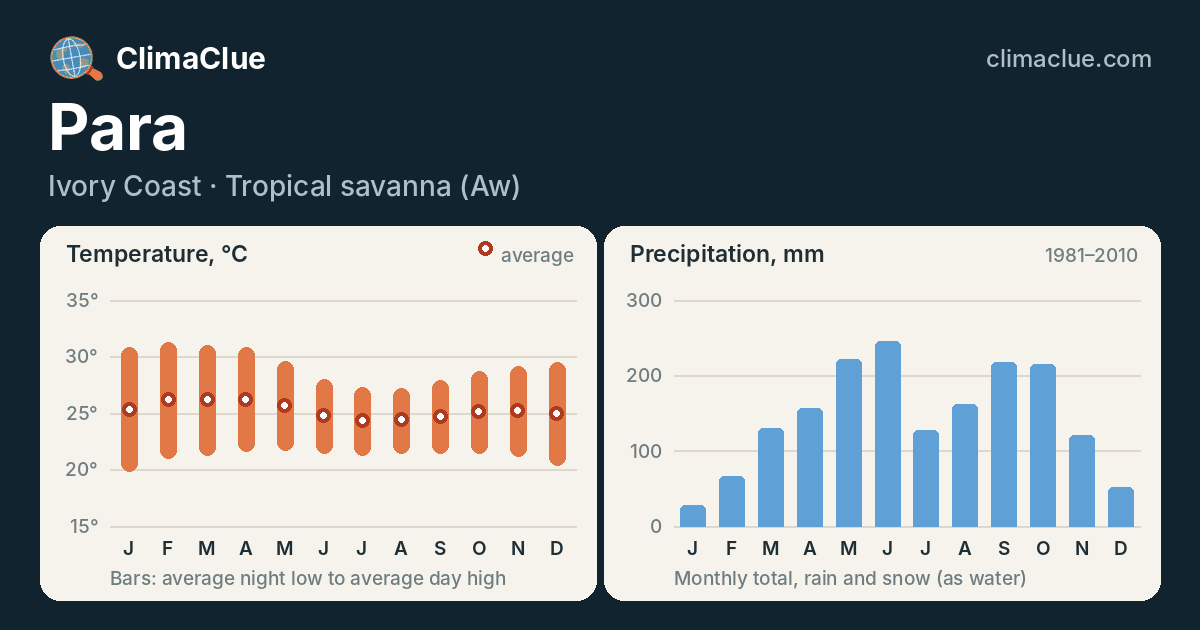 ClimaClue
climaclue.com
Para
Ivory Coast · Tropical savanna (Aw)
Temperature, °C
average
35°
30°
25°
20°
15°
J F M A M J J A S O N D
Bars: average night low to average day high
Precipitation, mm
1981–2010
300
200
100
0
J F M A M J J A S O N D
Monthly total, rain and snow (as water)